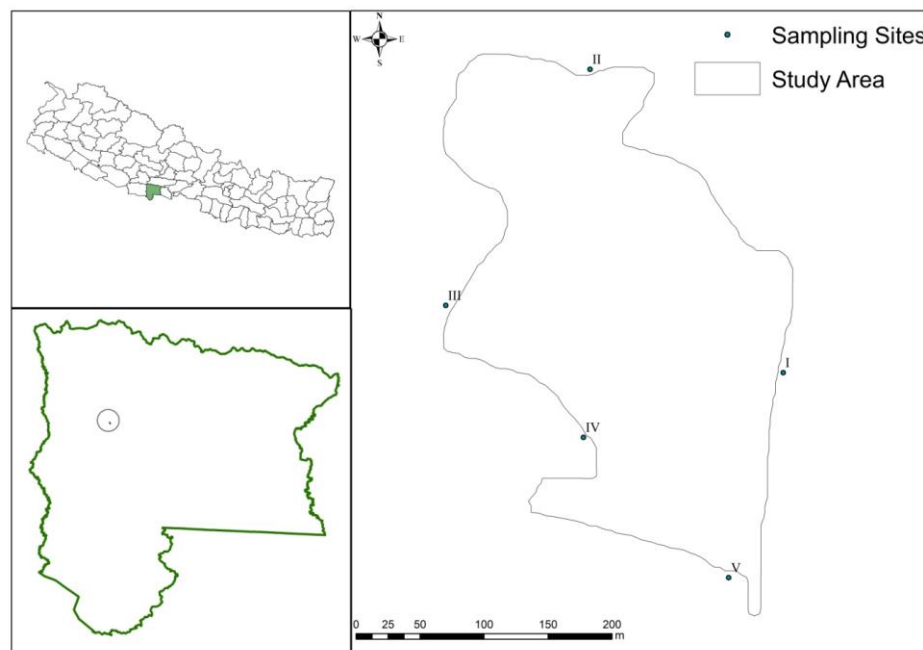 N
W E
S
Sampling Sites
Study Area
II
III
I
IV
V
0 25 50 100 150 200
m